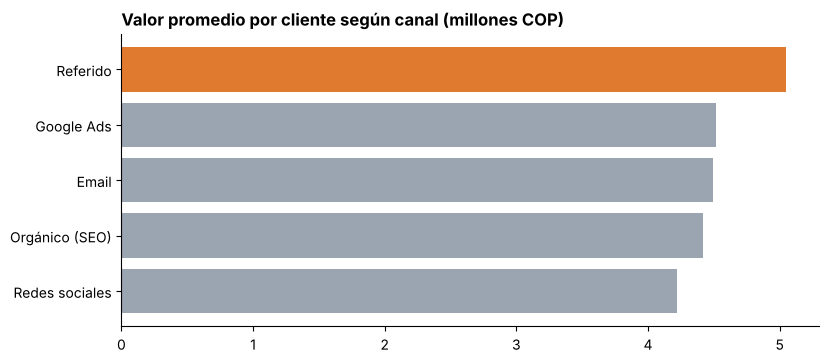 Valor promedio por cliente según canal (millones COP)
Referido
Google Ads
Email
Orgánico (SEO)
Redes sociales
0 1 2 3 4 5